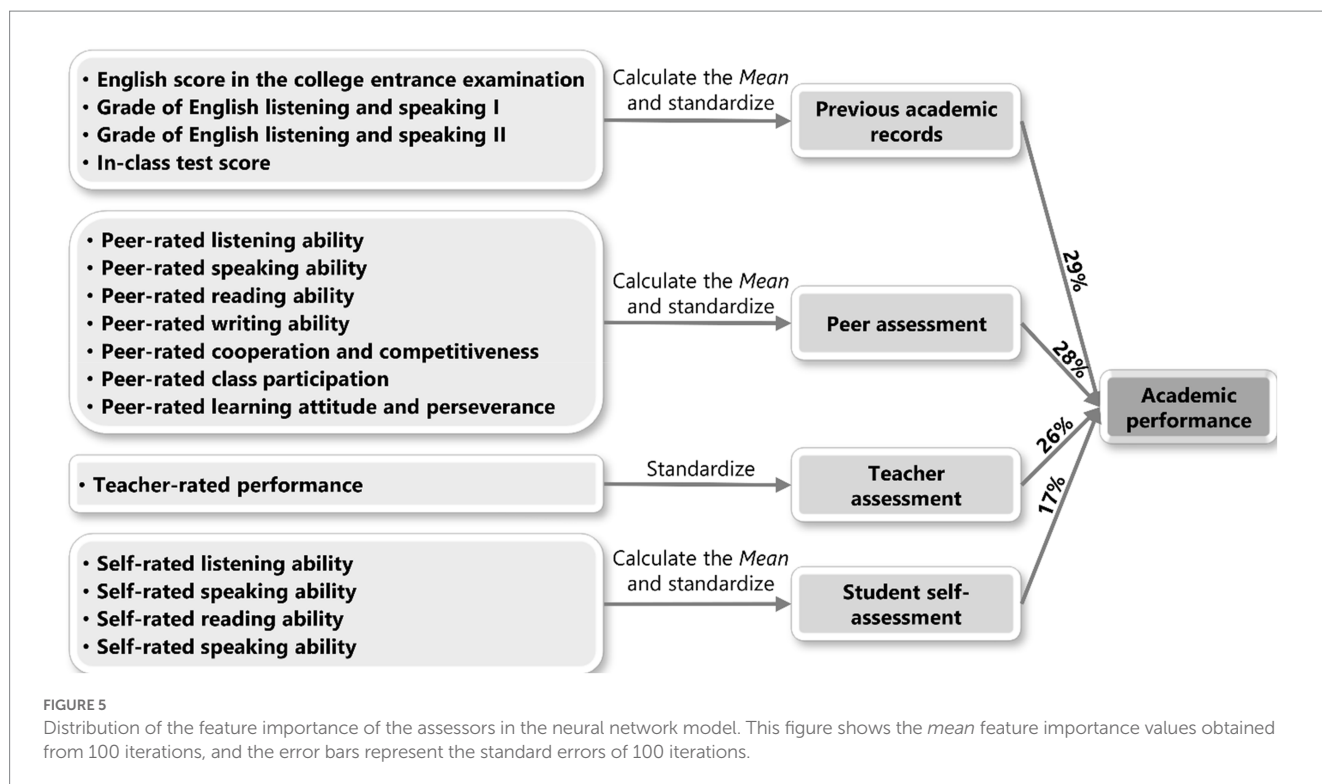 • English score in the college entrance examination
• Grade of English listening and speaking I
• Grade of English listening and speaking II
• In-class test score
Calculate the Mean
and standardize
Previous academic
records
• Peer-rated listening ability
• Peer-rated speaking ability
• Peer-rated reading ability
• Peer-rated writing ability
• Peer-rated cooperation and competitiveness
• Peer-rated class participation
• Peer-rated learning attitude and perseverance
Calculate the Mean
and standardize
Peer assessment
• Teacher-rated performance
Standardize
Teacher
assessment
• Self-rated listening ability
• Self-rated speaking ability
• Self-rated reading ability
• Self-rated speaking ability
Calculate the Mean
and standardize
Student self-
assessment
29%
28%
26%
17%
Academic
performance
FIGURE 5
Distribution of the feature importance of the assessors in the neural network model. This figure shows the mean feature importance values obtained
from 100 iterations, and the error bars represent the standard errors of 100 iterations.